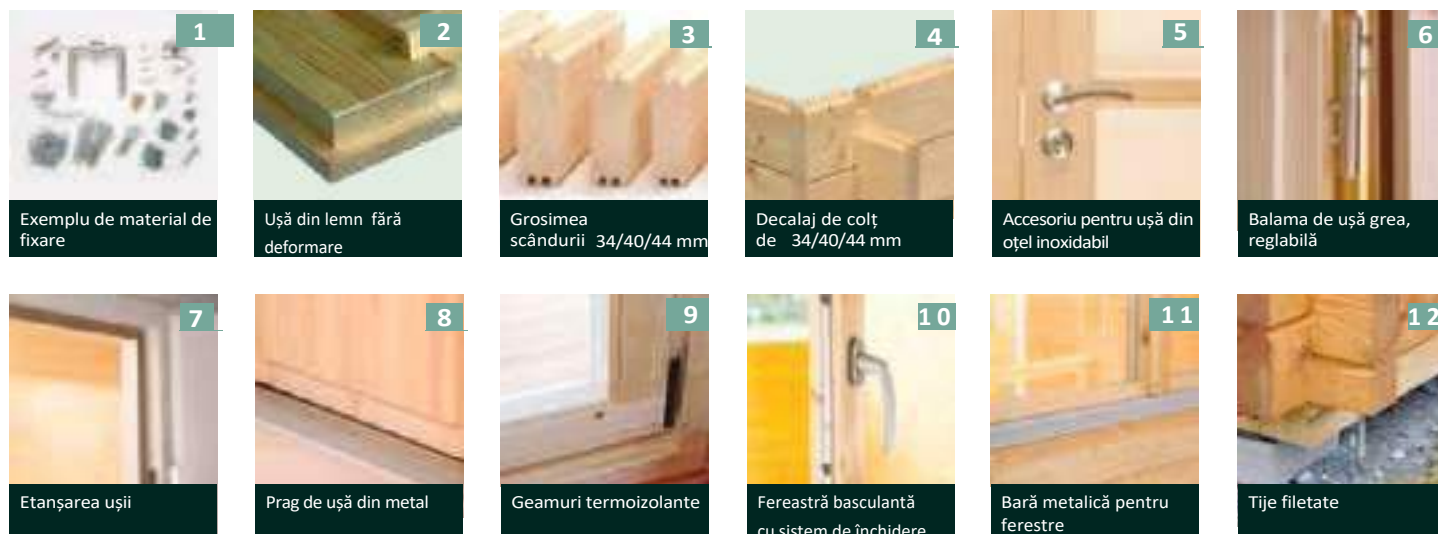 1
Exemplu de material de
fixare
2
Ușă din lemn fără
deformare
3
Grosimea
scândurii 34/40/44 mm
4
Decalaj de colț
de 34/40/44 mm
5
Accesoriu pentru ușă din
oțel inoxidabil
6
Balama de ușă grea,
reglabilă
7
Etanșarea ușii
8
Prag de ușă din metal
9
Geamuri termoizolante
10
Fereastră basculantă
cu sistem de închidere
11
Bară metalică pentru
ferestre
12
Tije filetate